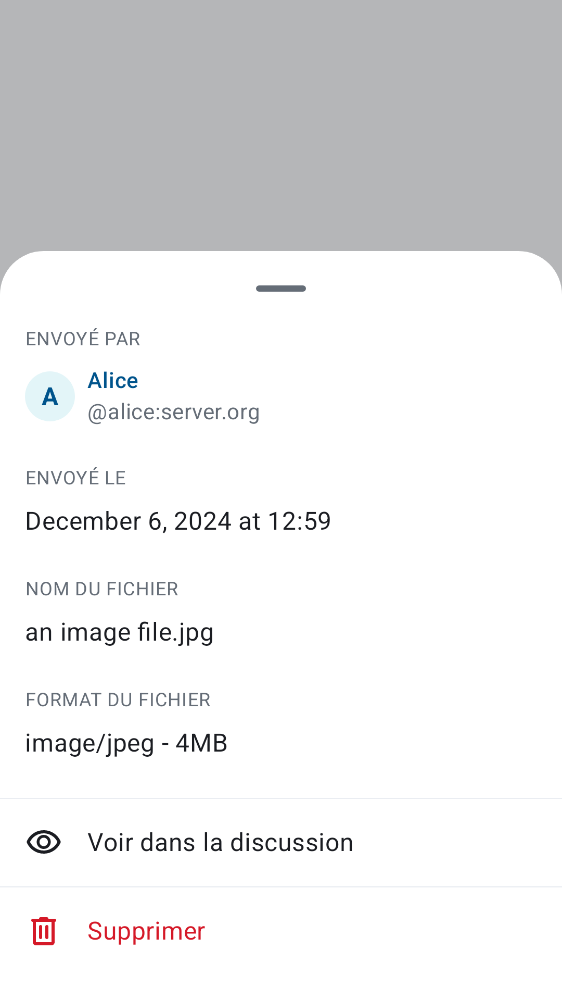 ENVOYÉ PAR
A
Alice
@alice:server.org
ENVOYÉ LE
December 6, 2024 at 12:59
NOM DU FICHIER
an image file.jpg
FORMAT DU FICHIER
image/jpeg - 4MB
Voir dans la discussion
Supprimer